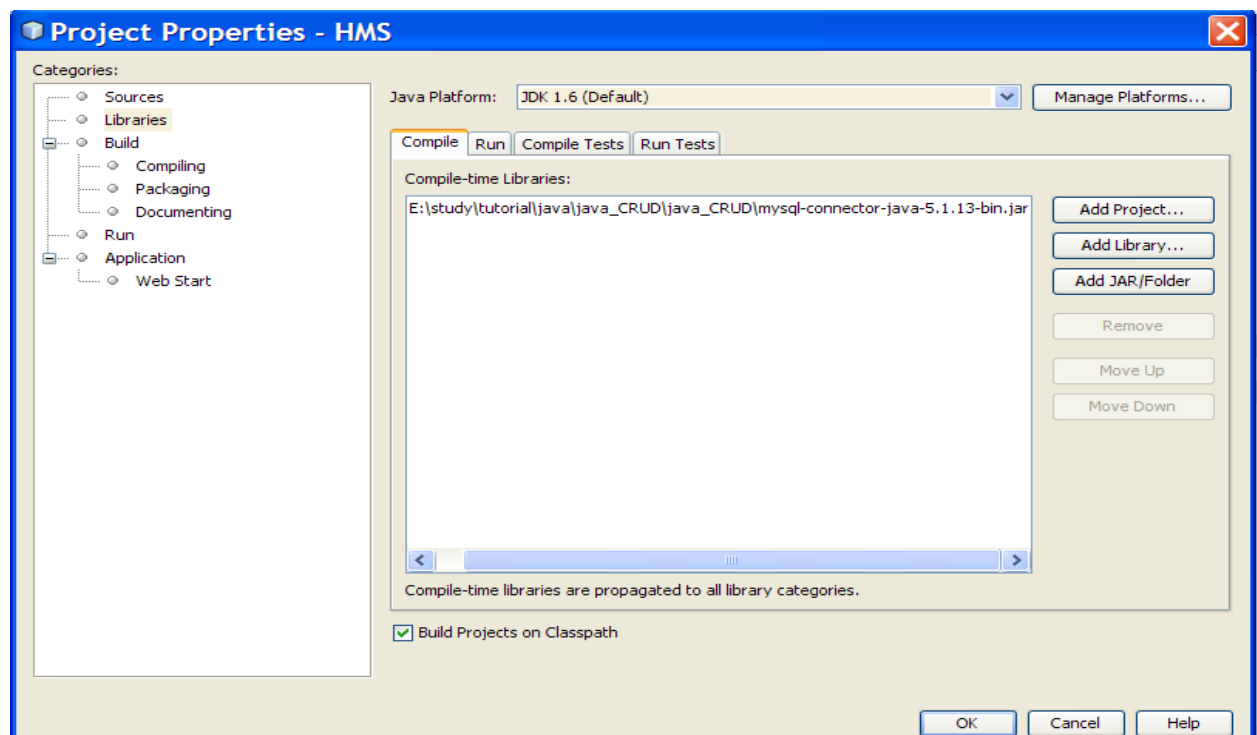 Project Properties - HMS
Categories:
Sources
Libraries
Build
Compiling
Packaging
Documenting
Run
Application
Web Start
Java Platform:
JDK 1.6 (Default)
Manage Platforms...
Compile
Run
Compile Tests
Run Tests
Compile-time Libraries:
E:\study\tutorial\java\java_CRUD\java_CRUD\mysql-connector-java-5.1.13-bin.jar
Add Project...
Add Library...
Add JAR/Folder
Remove
Move Up
Move Down
Compile-time libraries are propagated to all library categories.
Build Projects on Classpath
OK
Cancel
Help